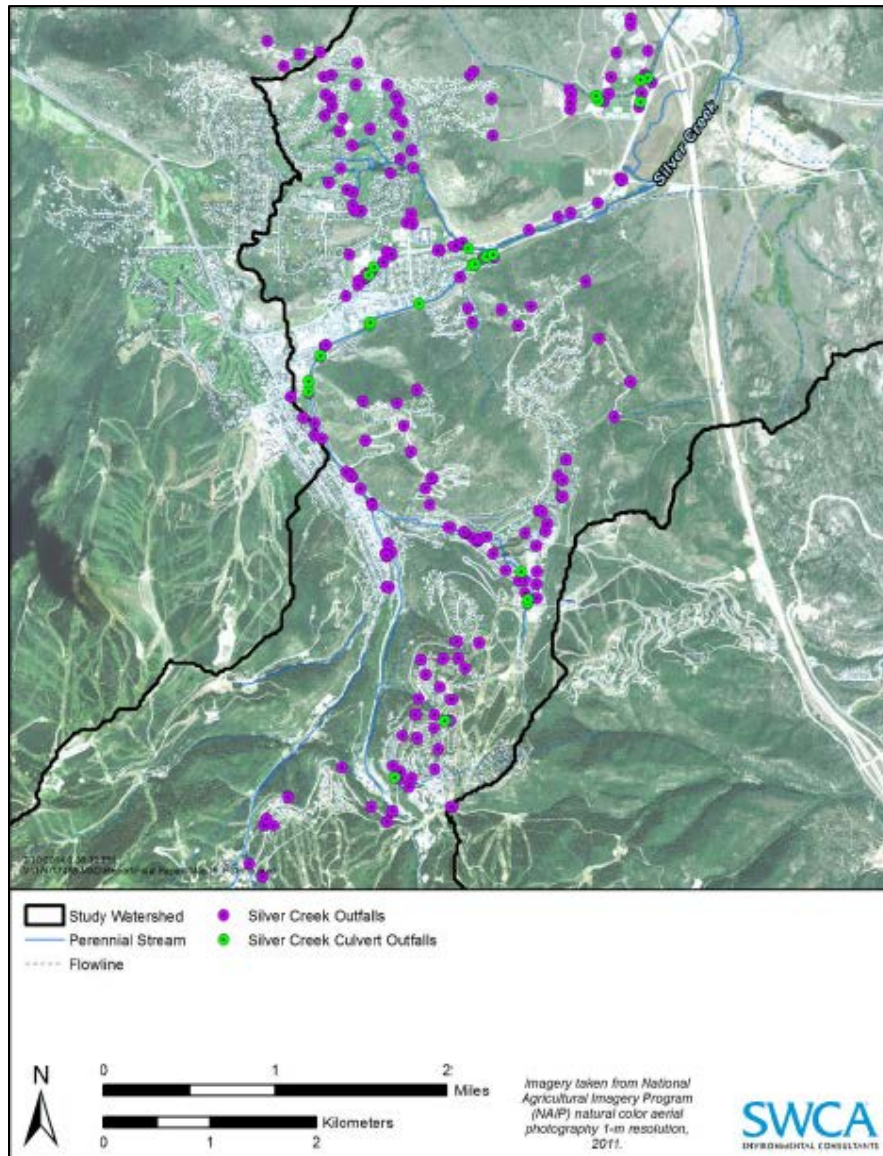 Silver Creek
Study Watershed
Silver Creek Outfalls
Perennial Stream
Silver Creek Culvert Outfalls
Flowline
N
0 1 2
Miles
Kilometers
0 1 2
Imagery taken from National
Agricultural Imagery Program
(NAIP) natural color aerial
photography 1-m resolution,
2011.
SWCA
ENVIRONMENTAL CONSULTANTS